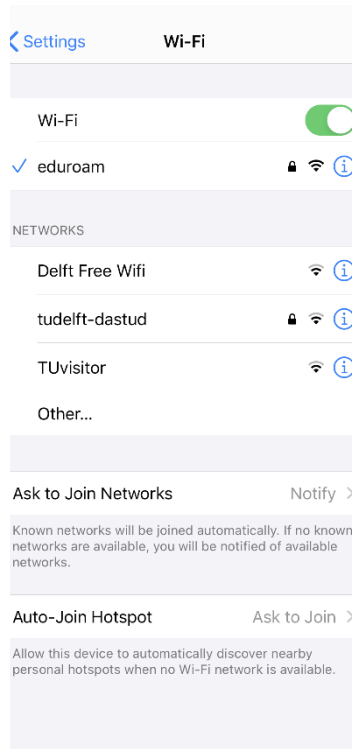 Settings Wi-Fi
Wi-Fi
eduroam
NETWORKS
Delft Free Wifi
tudelft-dastud
TUvisitor
Other...
Ask to Join Networks Notify
Known networks will be joined automatically. If no known
networks are available, you will be notified of available
networks.
Auto-Join Hotspot Ask to Join
Allow this device to automatically discover nearby
personal hotspots when no Wi-Fi network is available.